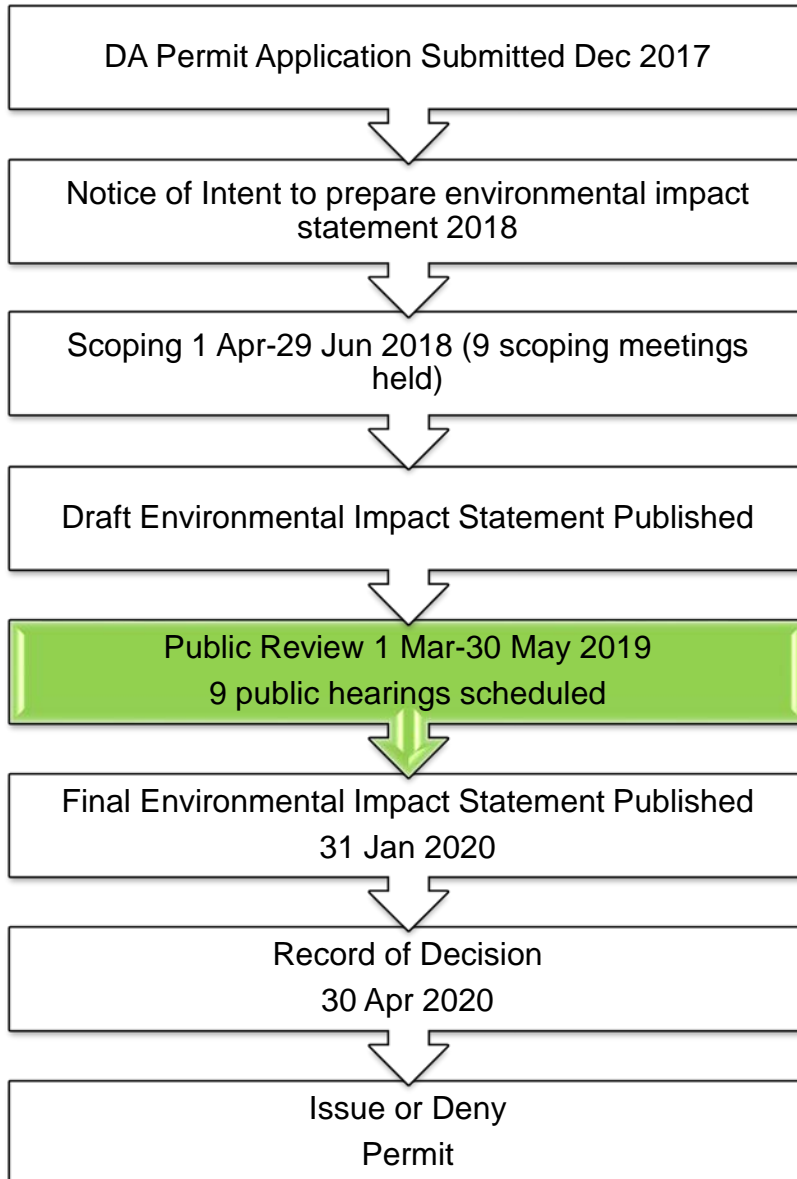 DA Permit Application Submitted Dec 2017
Notice of Intent to prepare environmental impact
statement 2018
Scoping 1 Apr-29 Jun 2018 (9 scoping meetings
held)
Draft Environmental Impact Statement Published
Public Review 1 Mar-30 May 2019
9 public hearings scheduled
Final Environmental Impact Statement Published
31 Jan 2020
Record of Decision
30 Apr 2020
Issue or Deny
Permit